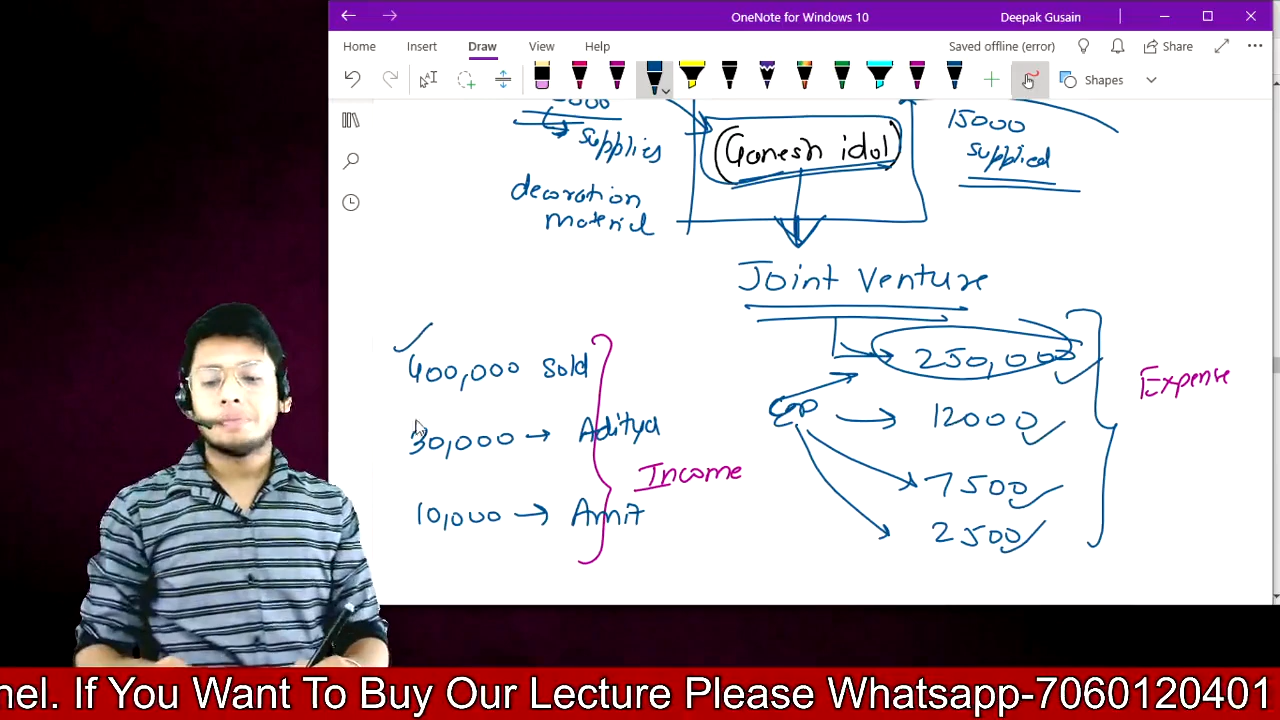 OneNote for Windows 10
Deepak Gusain
Home Insert Draw View Help
Saved offline (error)
Share
Shapes
supplies
15000
supplied
Ganesh idol
decoration
material
Joint Venture
400,000 sold
250,000
Expense
30,000 → Aditya
12000
Income
7500
10,000 → Amit
2500
nel. If You Want To Buy Our Lecture Please Whatsapp-7060120401